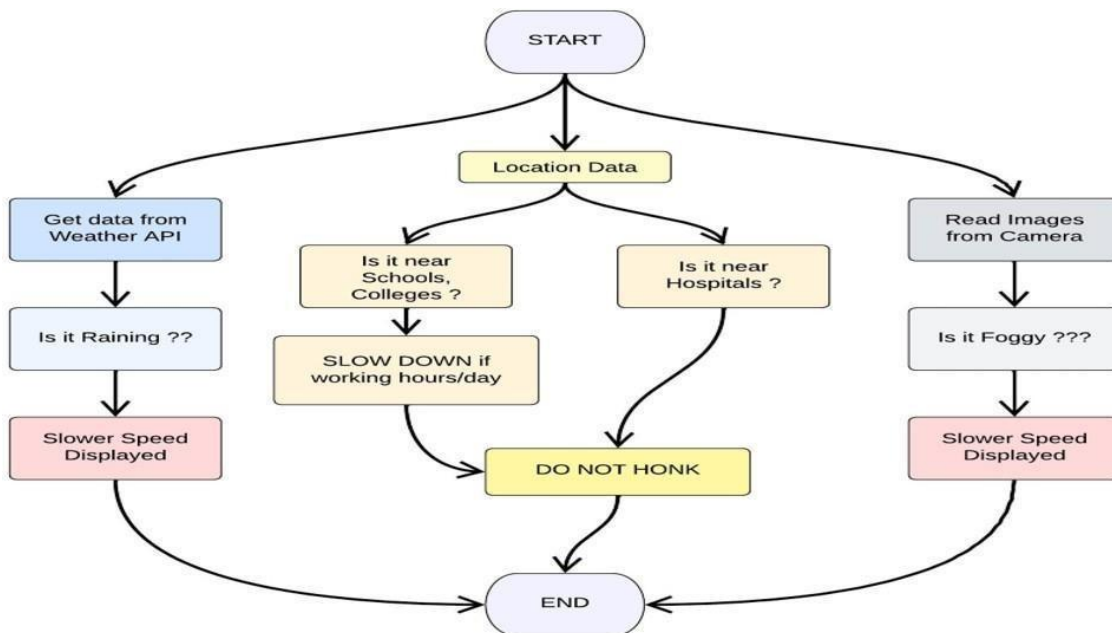 START
Location Data
Get data from
Weather API
Read Images
from Camera
Is it near
Schools,
Colleges ?
Is it near
Hospitals ?
Is it Raining ??
Is it Foggy ???
SLOW DOWN if
working hours/day
Slower Speed
Displayed
DO NOT HONK
Slower Speed
Displayed
END